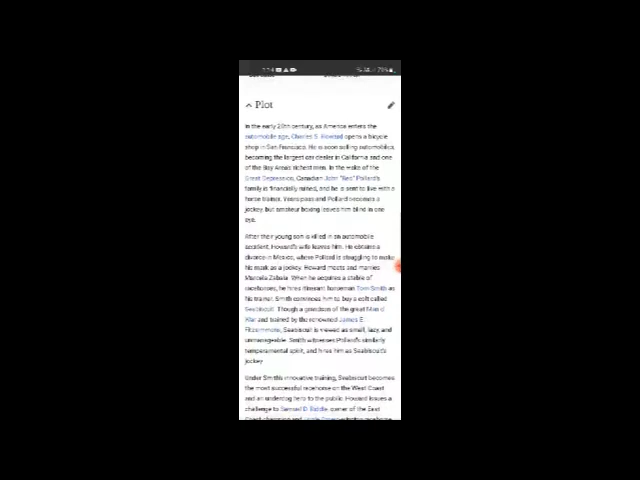 Plot
In the early 20th century, as America enters the
automobile age, Charles S. Howard opens a bicycle
shop in San Francisco. He is soon selling automobiles,
becoming the largest car dealer in California and one
of the Bay Area's richest men. In the wake of the
Great Depression, Canadian John "Red" Pollard's
family is financially ruined, and he is sent to live with a
horse trainer. Years pass and Pollard becomes a
jockey, but amateur boxing leaves him blind in one
eye.
After their young son is killed in an automobile
accident, Howard's wife leaves him. He obtains a
divorce in Mexico, where Pollard is struggling to make
his mark as a jockey. Howard meets and marries
Marcela Zabala. When he acquires a stable of
racehorses, he hires itinerant horseman Tom Smith as
his trainer. Smith convinces him to buy a colt called
Seabiscuit. Though a grandson of the great Man o'
War and trained by the renowned James E.
Fitzsimmons, Seabiscuit is viewed as small, lazy, and
unmanageable. Smith witnesses Pollard's similarly
temperamental spirit, and hires him as Seabiscuit's
jockey.
Under Smith's innovative training, Seabiscuit becomes
the most successful racehorse on the West Coast
and an underdog hero to the public. Howard issues a
challenge to Samuel D. Riddle, owner of the East